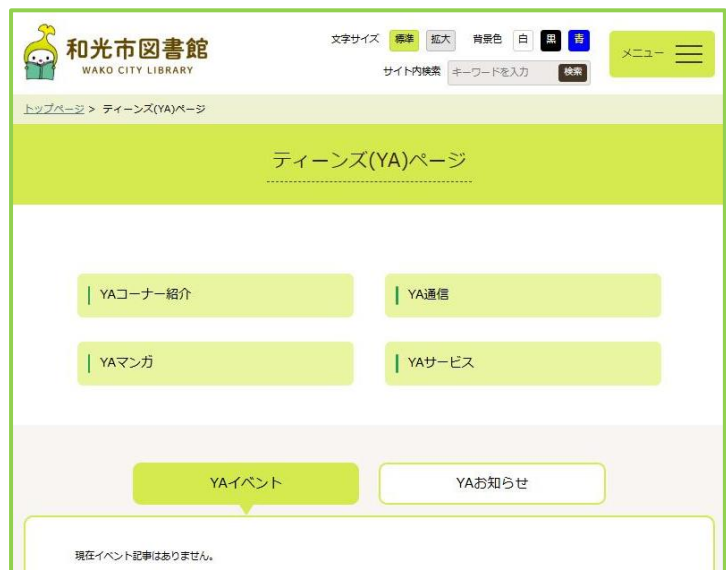 和光市図書館
WAKO CITY LIBRARY
文字サイズ 標準 拡大 背景色 白 黒 青
サイト内検索 キーワードを入力 検索
メニュー
トップページ > ティーンズ(YA)ページ
ティーンズ(YA)ページ
YAコーナー紹介
YA通信
YAマンガ
YAサービス
YAイベント
YAお知らせ
現在イベント記事はありません。